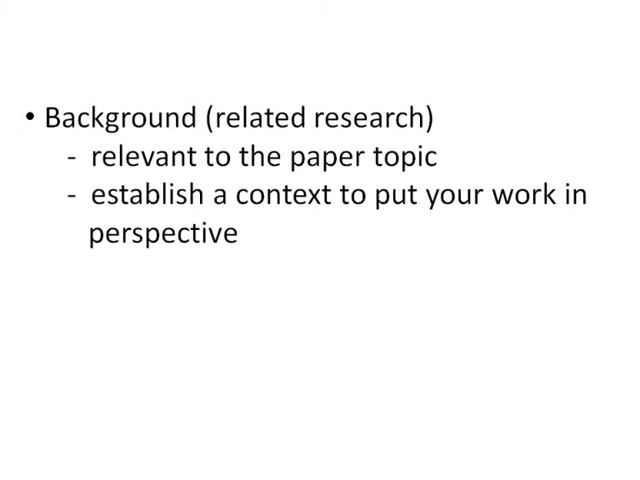 • Background (related research)
- relevant to the paper topic
- establish a context to put your work in
perspective